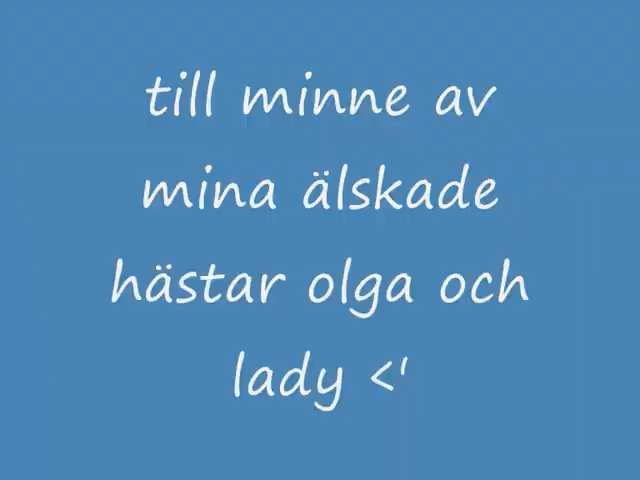 till minne av
mina älskade
hästar olga och
lady <'